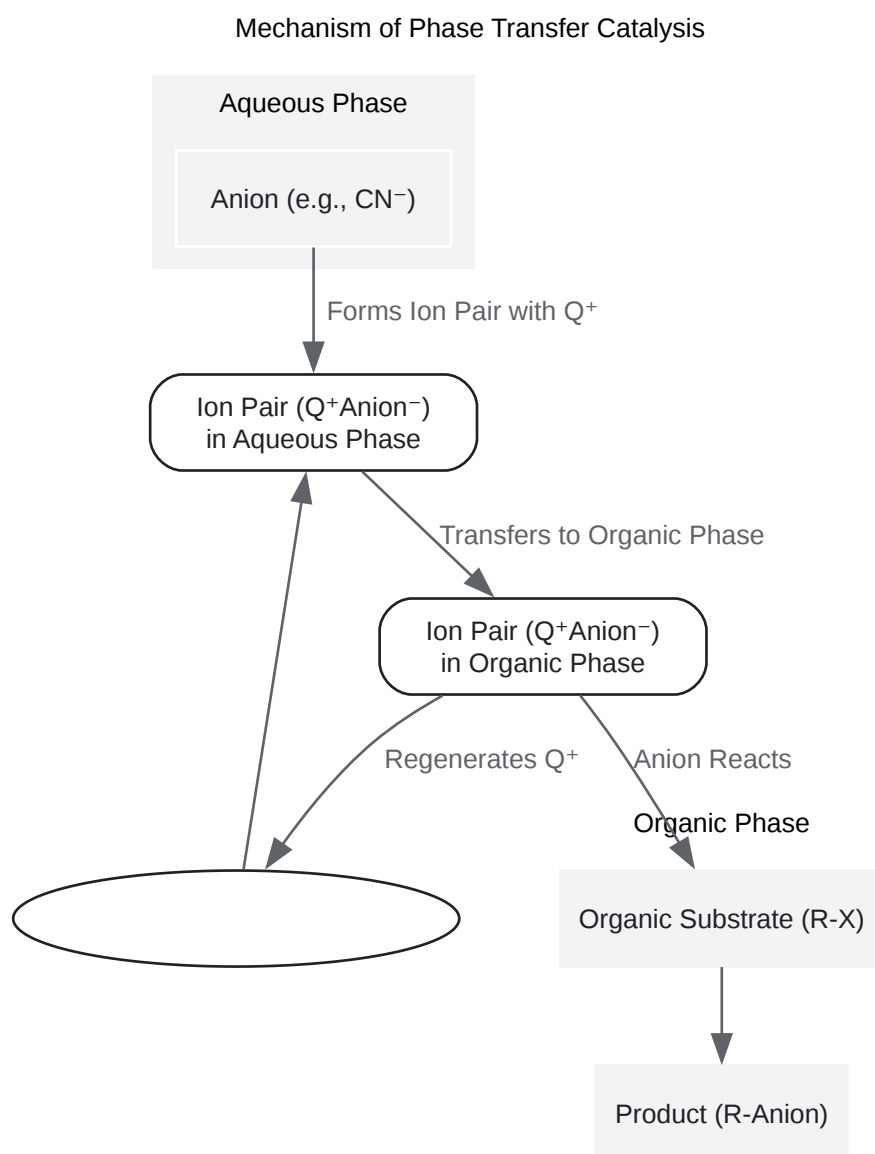 Mechanism of Phase Transfer Catalysis
Aqueous Phase
Anion (e.g., CN⁻)
Forms Ion Pair with Q⁺
Ion Pair (Q⁺Anion⁻)
in Aqueous Phase
Transfers to Organic Phase
Ion Pair (Q⁺Anion⁻)
in Organic Phase
Regenerates Q⁺
Anion Reacts
Organic Phase
Organic Substrate (R-X)
Product (R-Anion)